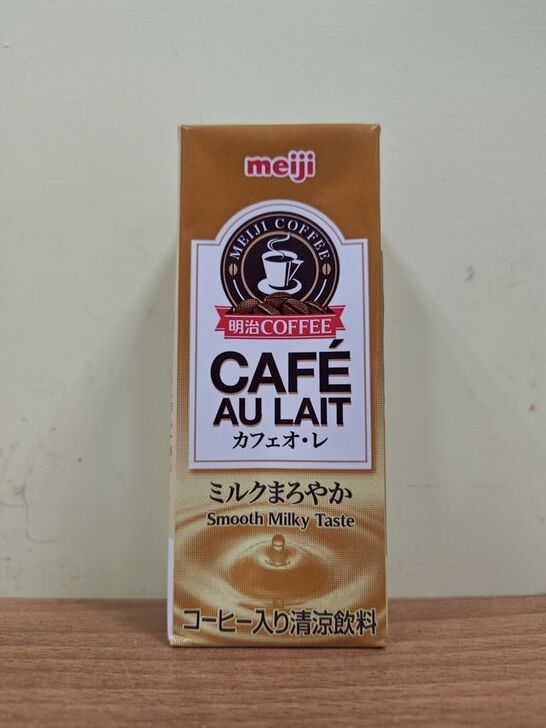 meiji
MEIJI COFFEE
明治COFFEE
CAFÉ
AU LAIT
カフェオ・レ
ミルクまろやか
Smooth Milky Taste
コーヒー入り清涼飲料